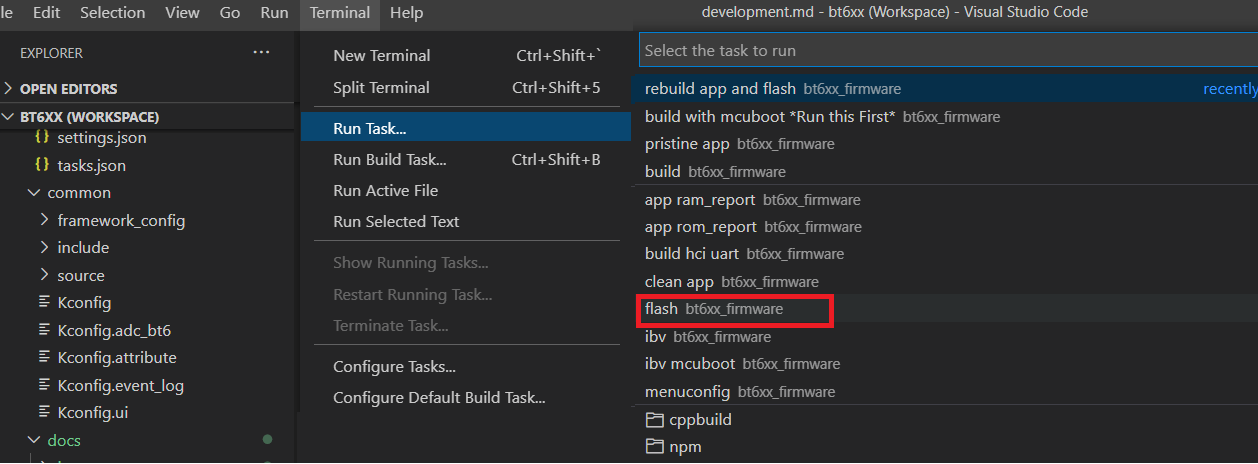 le Edit Selection View Go Run Terminal Help development.md - bt6xx (Workspace) - Visual Studio Code
EXPLORER
OPEN EDITORS
BT6XX (WORKSPACE)
settings.json
tasks.json
common
framework_config
include
source
Kconfig
Kconfig.adc_bt6
Kconfig.attribute
Kconfig.event_log
Kconfig.ui
docs
New Terminal Ctrl+Shift+`
Split Terminal Ctrl+Shift+5
Run Task...
Run Build Task... Ctrl+Shift+B
Run Active File
Run Selected Text
Show Running Tasks...
Restart Running Task...
Terminate Task...
Configure Tasks...
Configure Default Build Task...
Select the task to run
rebuild app and flash bt6xx_firmware recently
build with mcuboot *Run this First* bt6xx_firmware
pristine app bt6xx_firmware
build bt6xx_firmware
app ram_report bt6xx_firmware
app rom_report bt6xx_firmware
build hci uart bt6xx_firmware
clean app bt6xx_firmware
flash bt6xx_firmware
ibv bt6xx_firmware
ibv mcuboot bt6xx_firmware
menuconfig bt6xx_firmware
cppbuild
npm